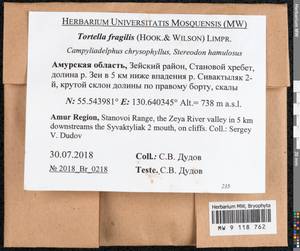 HERBARIUM UNIVERSITATIS MOSQUENSIS (MW)
Tortella fragilis (HOOK.& WILSON) LIMPR.
Campyliadelphus chrysophyllus, Stereodon hamulosus
Амурская область, Зейский район, Становой хребет,
долина р. Зеи в 5 км ниже впадения р. Сивактыляк
2-й, крутой склон долины по правому борту, скалы
N: 55.543981° E: 130.640345° Alt.= 738 m a.s.l.
Amur Region, Stanovoi Range, the Zeya River valley in 5 km
downstreams the Syvaktyliak 2 mouth, on cliffs. Coll.: Sergey
V. Dudov
30.07.2018 Coll.: С.В. Дудов
№ 2018_Br_0218 Teste. С.В. Дудов
235
Herbarium MW, Bryophyta
MW 9 118 762